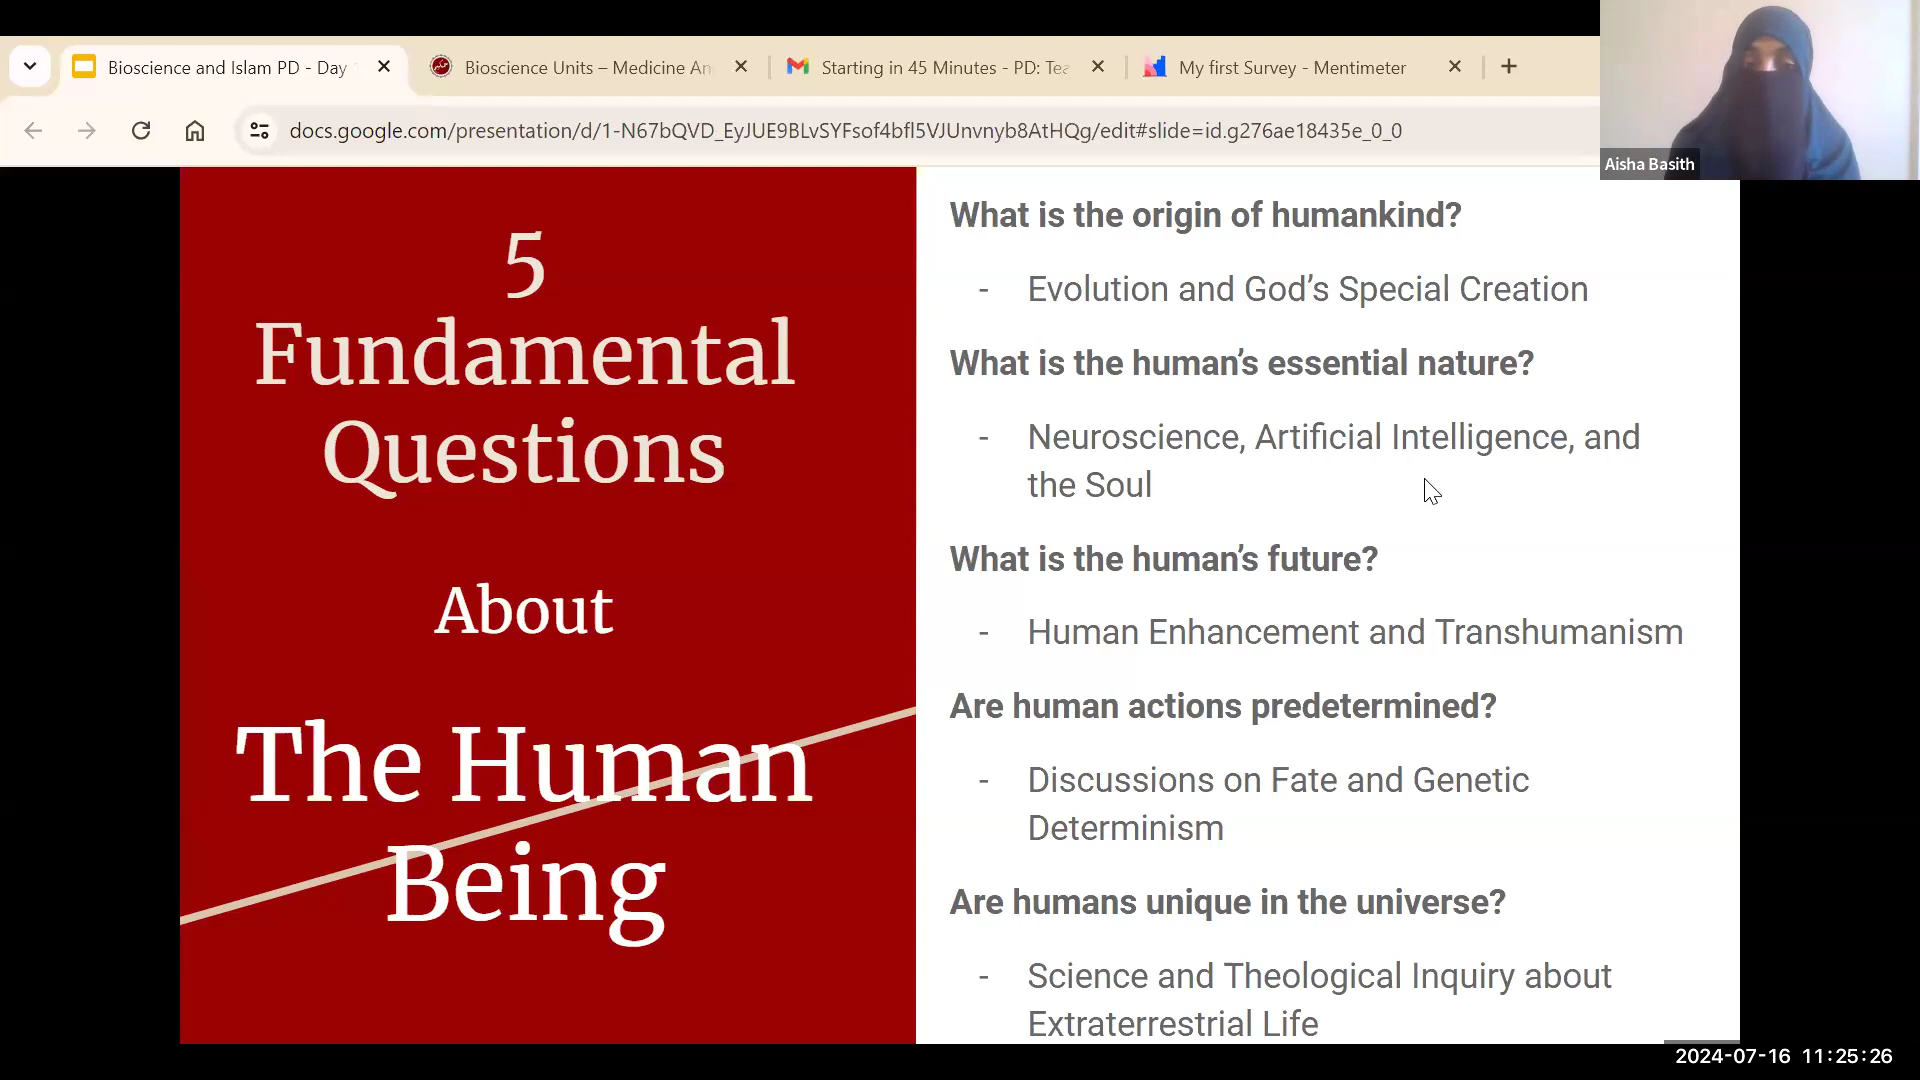 Bioscience and Islam PD - Day
Bioscience Units – Medicine An
Starting in 45 Minutes - PD: Tea
My first Survey - Mentimeter
docs.google.com/presentation/d/1-N67bQVD_EyJUE9BLvSYFsof4bfl5VJUnvnyb8AtHQg/edit#slide=id.g276ae18435e_0_0
Aisha Basith
5
Fundamental
Questions
About
The Human
Being
What is the origin of humankind?
- Evolution and God’s Special Creation
What is the human’s essential nature?
- Neuroscience, Artificial Intelligence, and
the Soul
What is the human’s future?
- Human Enhancement and Transhumanism
Are human actions predetermined?
- Discussions on Fate and Genetic
Determinism
Are humans unique in the universe?
- Science and Theological Inquiry about
Extraterrestrial Life
2024-07-16 11:25:26